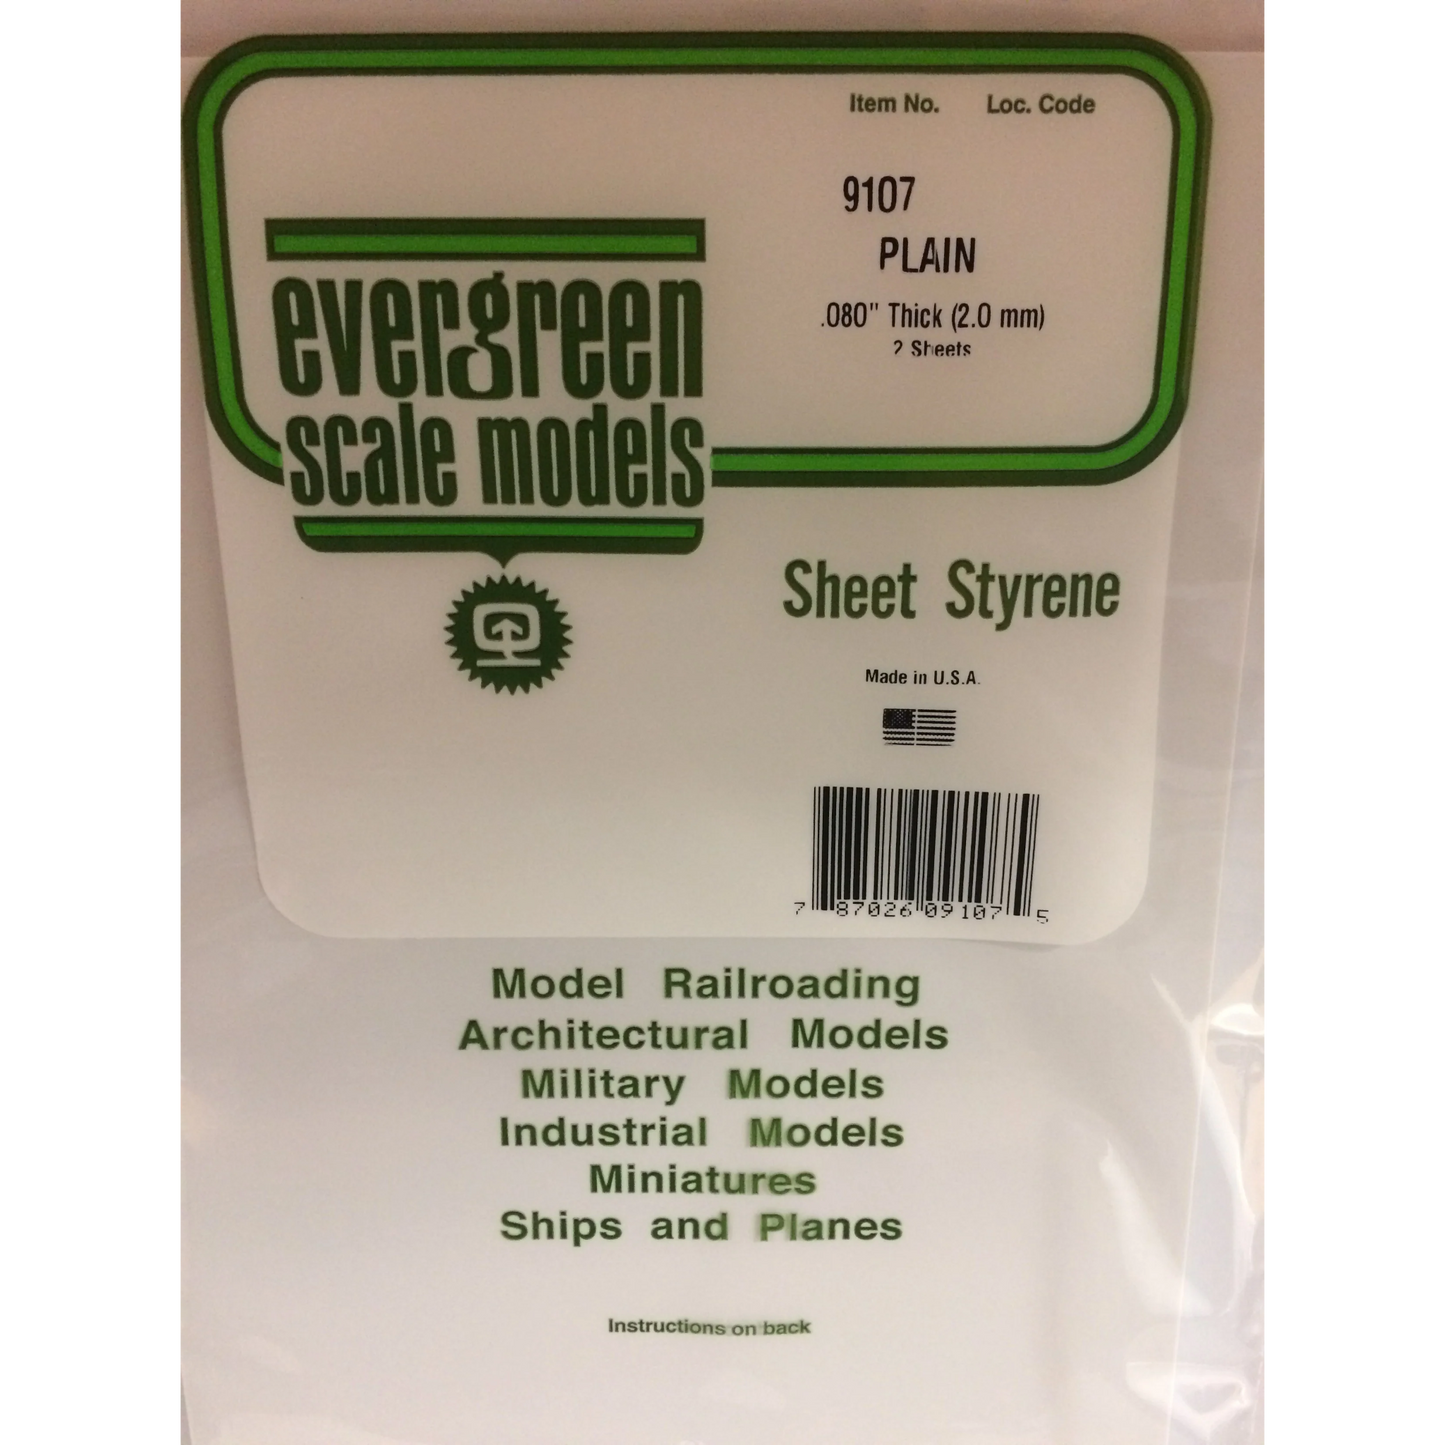 Item No. Loc. Code
9107
PLAIN
.080" Thick (2.0 mm)
2 Sheets
evergreen
scale models
Sheet Styrene
Made in U.S.A.
7 87026 09107 5
Model Railroading
Architectural Models
Military Models
Industrial Models
Miniatures
Ships and Planes
Instructions on back